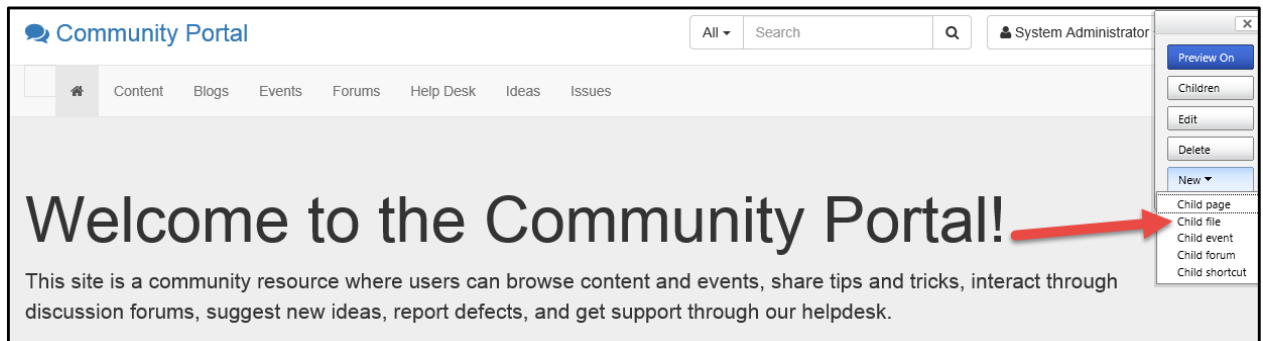 Community Portal
All Search System Administrator
Preview On
Children
Edit
Delete
New
Child page
Child file
Child event
Child forum
Child shortcut
Content Blogs Events Forums Help Desk Ideas Issues
Welcome to the Community Portal!
This site is a community resource where users can browse content and events, share tips and tricks, interact through
discussion forums, suggest new ideas, report defects, and get support through our helpdesk.